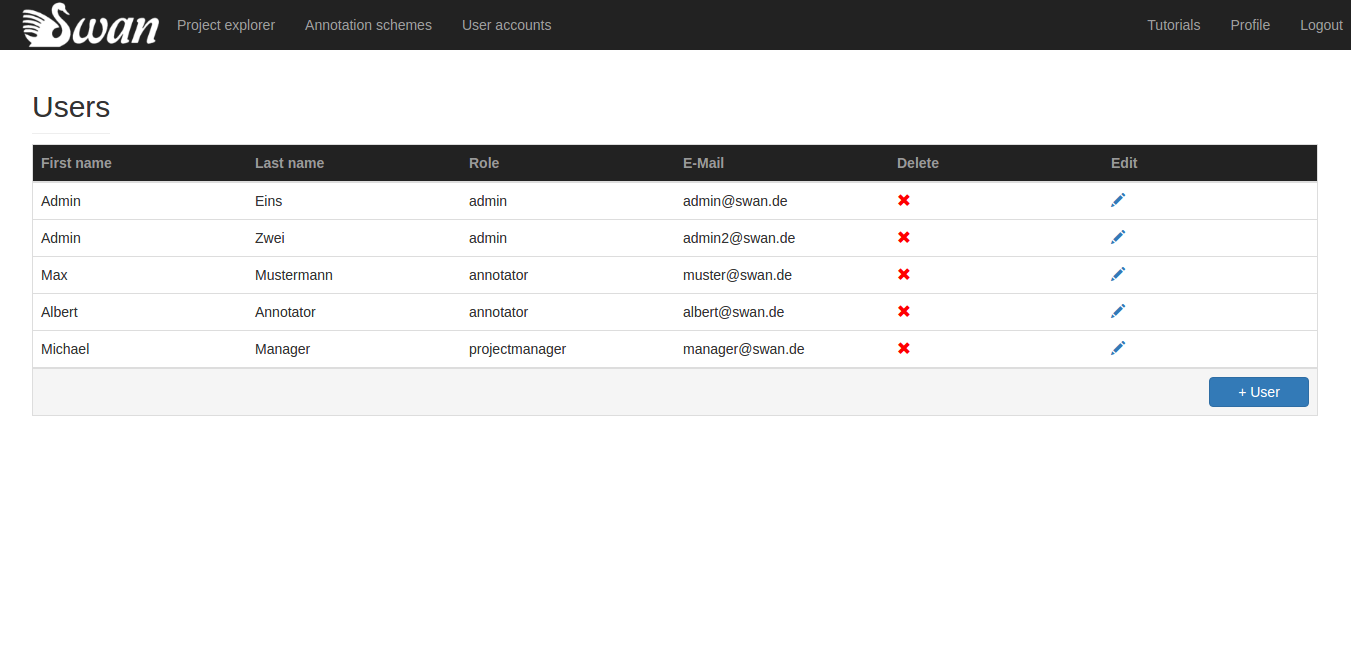 Swan Project explorer Annotation schemes User accounts Tutorials Profile Logout
Users
First name Last name Role E-Mail Delete Edit
Admin Eins admin admin@swan.de
Admin Zwei admin admin2@swan.de
Max Mustermann annotator muster@swan.de
Albert Annotator annotator albert@swan.de
Michael Manager projectmanager manager@swan.de
+ User